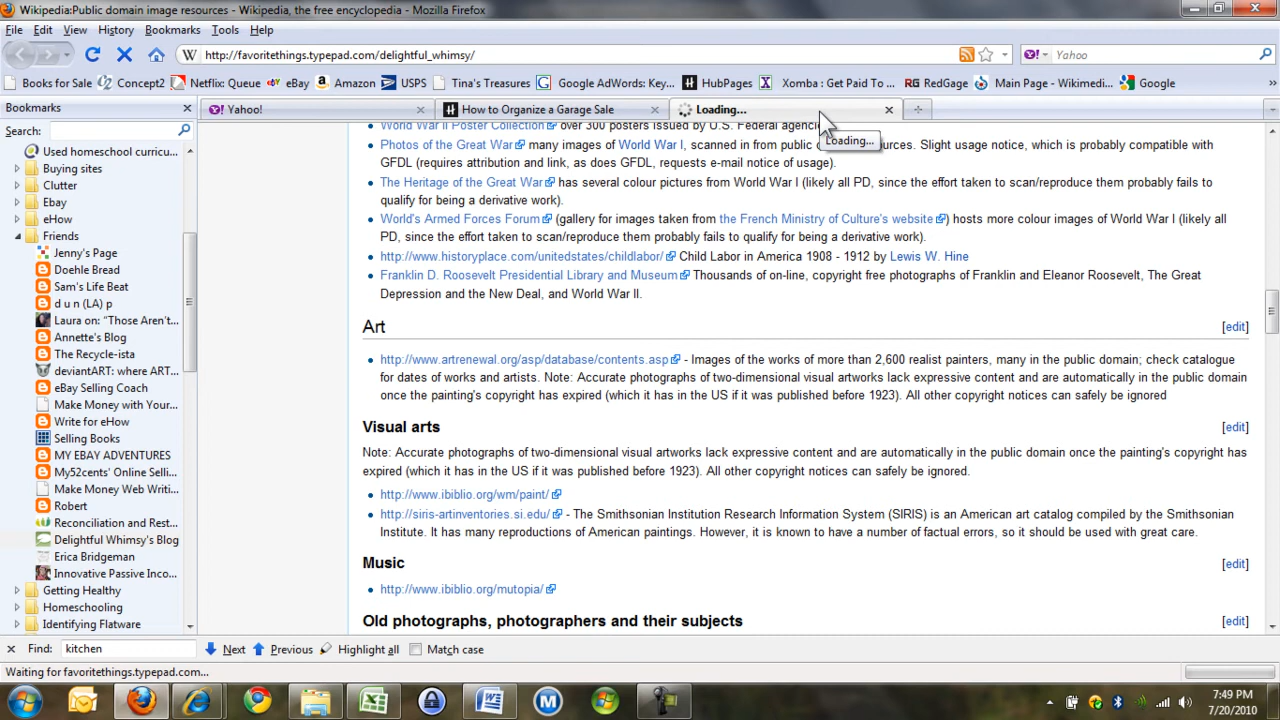 Wikipedia:Public domain image resources - Wikipedia, the free encyclopedia - Mozilla Firefox
File Edit View History Bookmarks Tools Help
W http://favoritethings.typepad.com/delightful_whimsy/ Yahoo
Books for Sale Concept2 Netflix Queue eBay Amazon USPS Tina's Treasures Google AdWords: Key... HubPages Xomba : Get Paid To ... RG RedGage Main Page - Wikimedi... Google
Bookmarks
Yahoo! How to Organize a Garage Sale Loading...
Search:
Loading...
Used homeschool curricu...
Buying sites
Clutter
Ebay
eHow
Friends
Jenny's Page
Doehle Bread
Sam's Life Beat
d u n (LA) p
Laura on: “Those Aren't...
Annette's Blog
The Recycle-ista
deviantART: where ART...
eBay Selling Coach
Make Money with Your...
Write for eHow
Selling Books
MY EBAY ADVENTURES
My52cents' Online Selli...
Make Money Web Writi...
Robert
Reconciliation and Rest...
Delightful Whimsy's Blog
Erica Bridgeman
Innovative Passive Inco...
Getting Healthy
Homeschooling
Identifying Flatware
World War II Poster Collection over 300 posters issued by U.S. Federal agenci
Photos of the Great War many images of World War I, scanned in from public urces. Slight usage notice, which is probably compatible with
GFDL (requires attribution and link, as does GFDL, requests e-mail notice of usage).
The Heritage of the Great War has several colour pictures from World War I (likely all PD, since the effort taken to scan/reproduce them probably fails to
qualify for being a derivative work).
World's Armed Forces Forum (gallery for images taken from the French Ministry of Culture's website) hosts more colour images of World War I (likely all
PD, since the effort taken to scan/reproduce them probably fails to qualify for being a derivative work).
http://www.historyplace.com/unitedstates/childlabor/ Child Labor in America 1908 - 1912 by Lewis W. Hine
Franklin D. Roosevelt Presidential Library and Museum Thousands of on-line, copyright free photographs of Franklin and Eleanor Roosevelt, The Great
Depression and the New Deal, and World War II.
Art [edit]
http://www.artrenewal.org/asp/database/contents.asp - Images of the works of more than 2,600 realist painters, many in the public domain; check catalogue
for dates of works and artists. Note: Accurate photographs of two-dimensional visual artworks lack expressive content and are automatically in the public domain
once the painting's copyright has expired (which it has in the US if it was published before 1923). All other copyright notices can safely be ignored
Visual arts [edit]
Note: Accurate photographs of two-dimensional visual artworks lack expressive content and are automatically in the public domain once the painting's copyright has
expired (which it has in the US if it was published before 1923). All other copyright notices can safely be ignored.
http://www.ibiblio.org/wm/paint/
http://siris-artinventories.si.edu/ - The Smithsonian Institution Research Information System (SIRIS) is an American art catalog compiled by the Smithsonian
Institute. It has many reproductions of American paintings. However, it is known to have a number of factual errors, so it should be used with great care.
Music [edit]
http://www.ibiblio.org/mutopia/
Old photographs, photographers and their subjects [edit]
Find: kitchen Next Previous Highlight all Match case
Waiting for favoritethings.typepad.com...
7:49 PM
7/20/2010